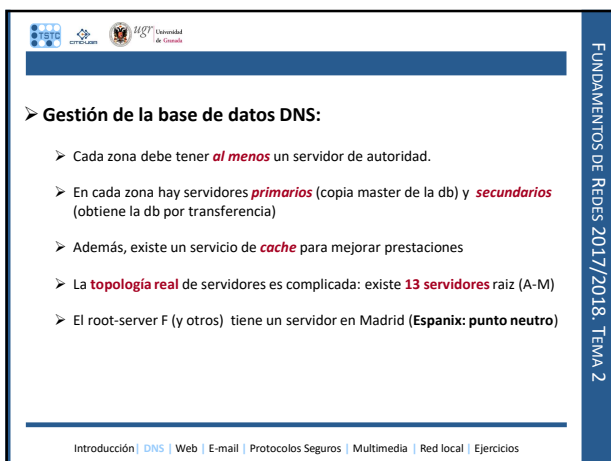 TSTC CITIC-UGR ugr Universidad
de Granada
➢ Gestión de la base de datos DNS:
➢ Cada zona debe tener al menos un servidor de autoridad.
➢ En cada zona hay servidores primarios (copia master de la db) y secundarios
(obtiene la db por transferencia)
➢ Además, existe un servicio de cache para mejorar prestaciones
➢ La topología real de servidores es complicada: existe 13 servidores raiz (A-M)
➢ El root-server F (y otros) tiene un servidor en Madrid (Espanix: punto neutro)
Introducción| DNS | Web | E-mail | Protocolos Seguros | Multimedia | Red local | Ejercicios
FUNDAMENTOS DE REDES 2017/2018. TEMA 2